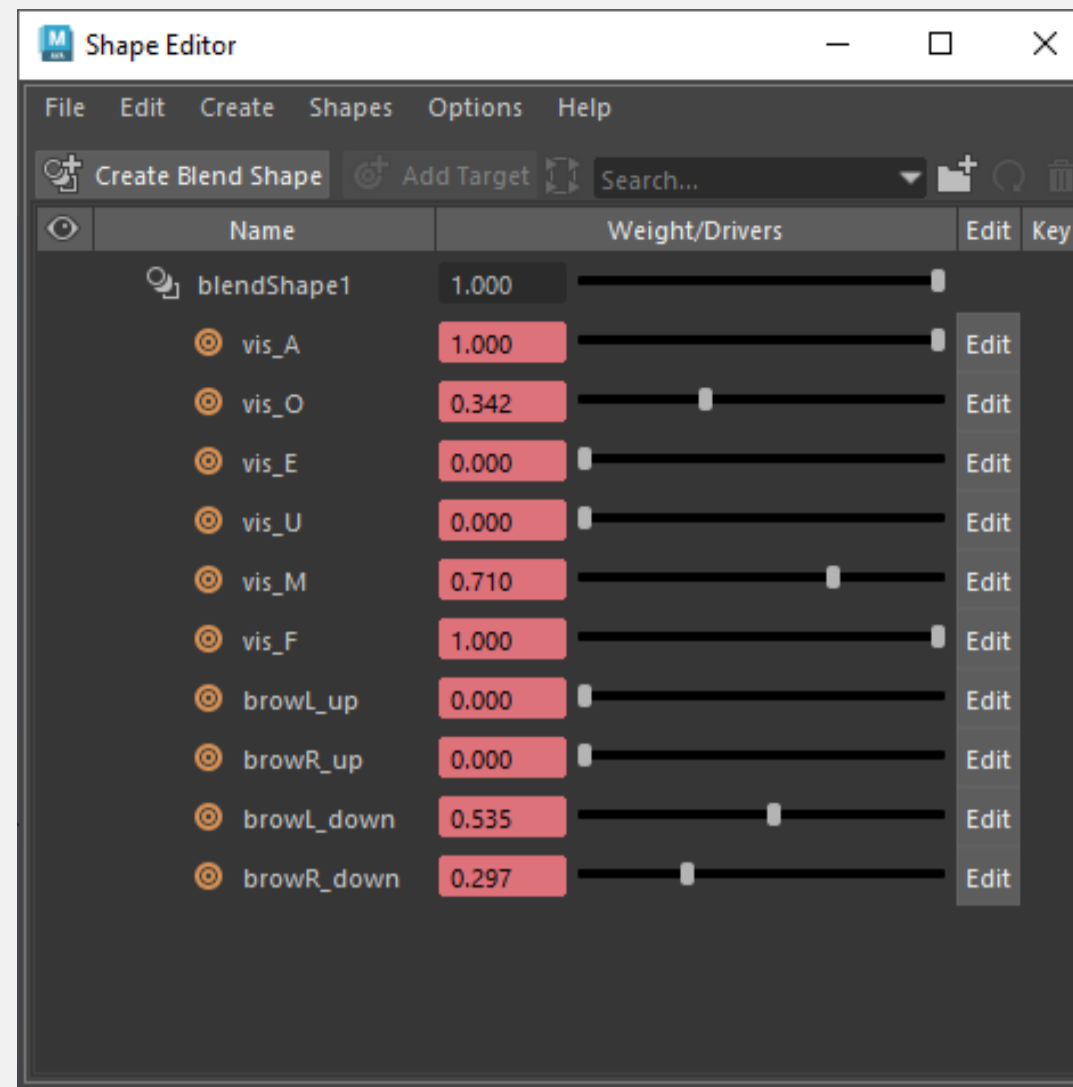 Shape Editor
File Edit Create Shapes Options Help
Create Blend Shape Add Target Search...
Name Weight/Drivers Edit Key
blendShape1 1.000
vis_A 1.000 Edit
vis_O 0.342 Edit
vis_E 0.000 Edit
vis_U 0.000 Edit
vis_M 0.710 Edit
vis_F 1.000 Edit
browL_up 0.000 Edit
browR_up 0.000 Edit
browL_down 0.535 Edit
browR_down 0.297 Edit